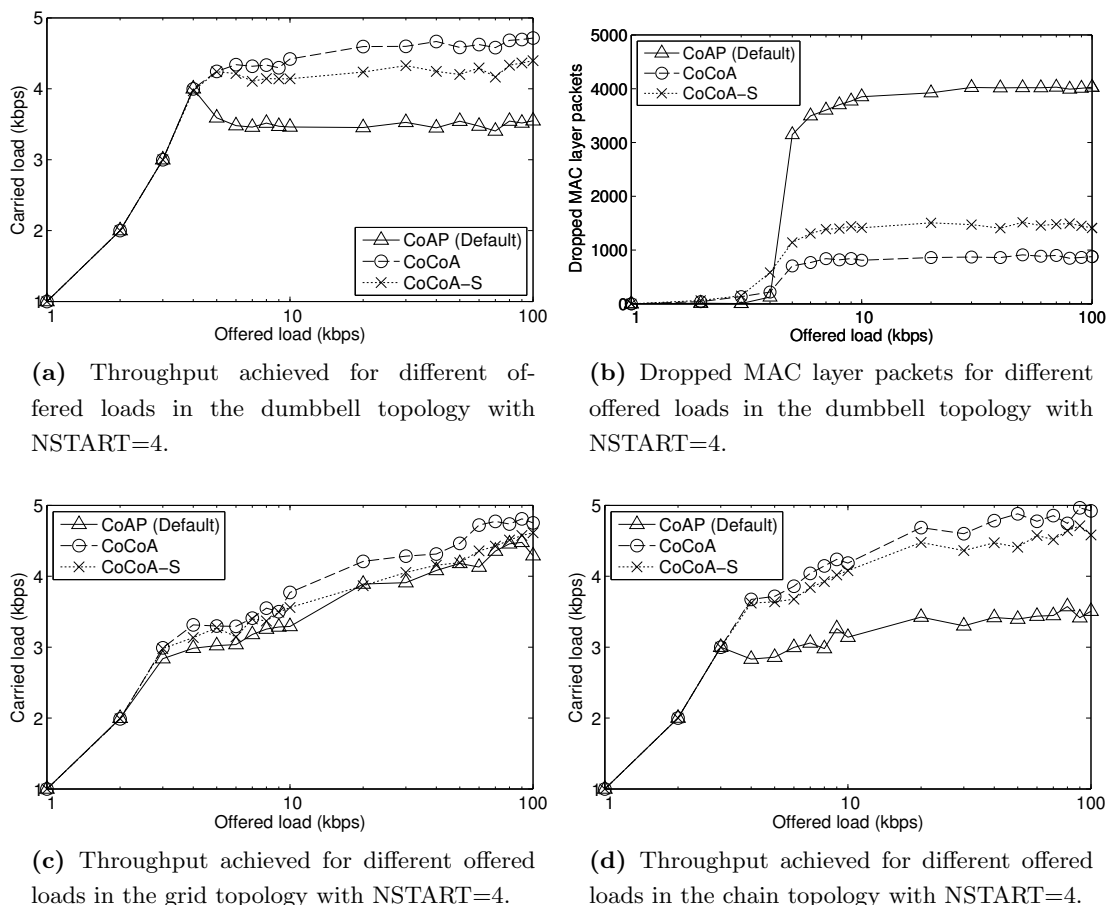 5
4
3
2
1
1
10
100
Carried load (kbps)
Offered load (kbps)
CoAP (Default)
CoCoA
CoCoA-S
(a) Throughput achieved for different of-
fered loads in the dumbbell topology with
NSTART=4.
5000
4000
3000
2000
1000
0
1
10
100
Dropped MAC layer packets
Offered load (kbps)
CoAP (Default)
CoCoA
CoCoA-S
(b) Dropped MAC layer packets for different
offered loads in the dumbbell topology with
NSTART=4.
5
4
3
2
1
1
10
100
Carried load (kbps)
Offered load (kbps)
CoAP (Default)
CoCoA
CoCoA-S
(c) Throughput achieved for different offered
loads in the grid topology with NSTART=4.
5
4
3
2
1
1
10
100
Carried load (kbps)
Offered load (kbps)
CoAP (Default)
CoCoA
CoCoA-S
(d) Throughput achieved for different offered
loads in the chain topology with NSTART=4.